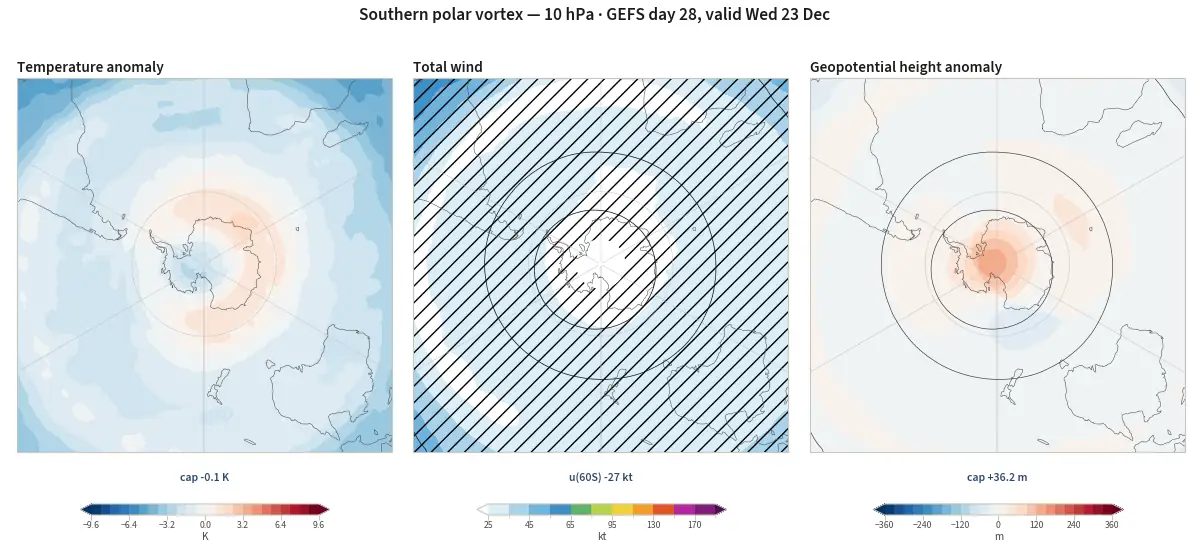 Southern polar vortex — 10 hPa · GEFS day 28, valid Wed 23 Dec
Temperature anomaly
Total wind
Geopotential height anomaly
cap -0.1 K
u(60S) -27 kt
cap +36.2 m
−9.6 −6.4 −3.2 0.0 3.2 6.4 9.6
K
25 45 65 95 130 170
kt
−360 −240 −120 0 120 240 360
m